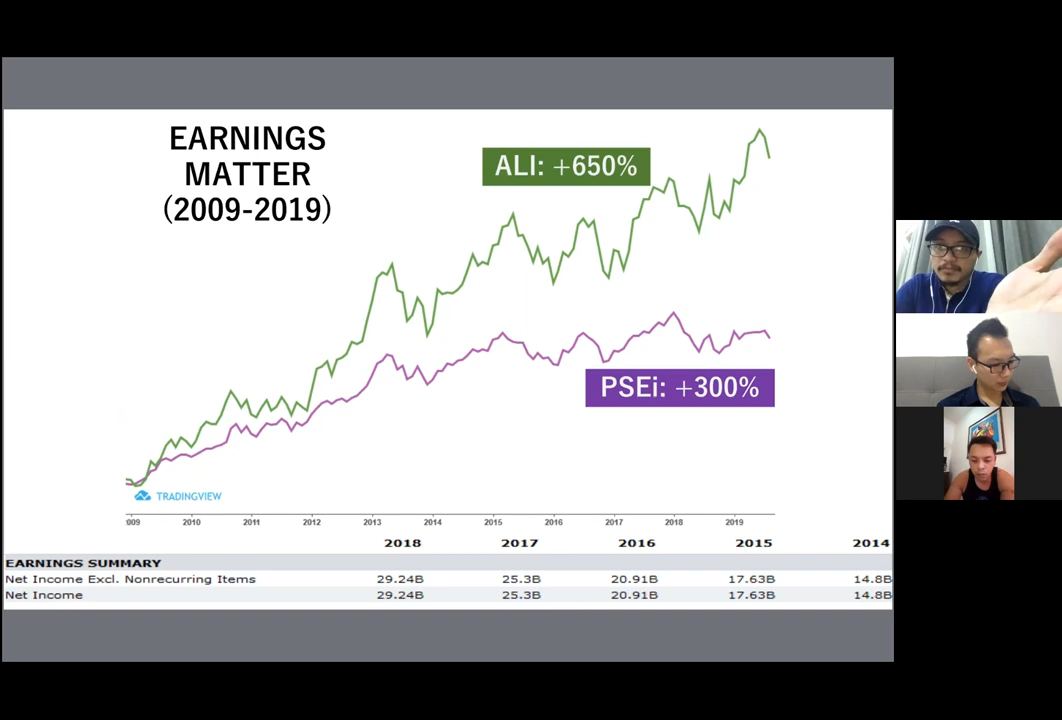 EARNINGS
MATTER
(2009-2019)
ALI: +650%
PSEi: +300%
TRADINGVIEW
2009 2010 2011 2012 2013 2014 2015 2016 2017 2018 2019
2018 2017 2016 2015 2014
EARNINGS SUMMARY
Net Income Excl. Nonrecurring Items 29.24B 25.3B 20.91B 17.63B 14.8B
Net Income 29.24B 25.3B 20.91B 17.63B 14.8B